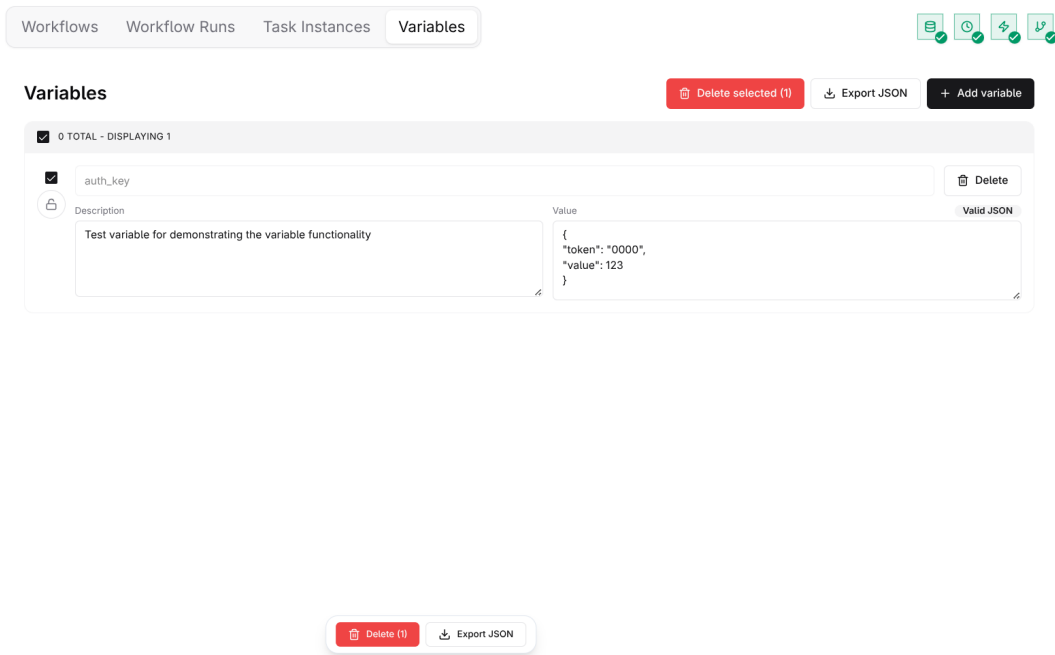 Workflows Workflow Runs Task Instances Variables
Variables
Delete selected (1) Export JSON + Add variable
0 TOTAL - DISPLAYING 1
auth_key
Delete
Description
Value
Valid JSON
Test variable for demonstrating the variable functionality
{
"token": "0000",
"value": 123
}
Delete (1) Export JSON